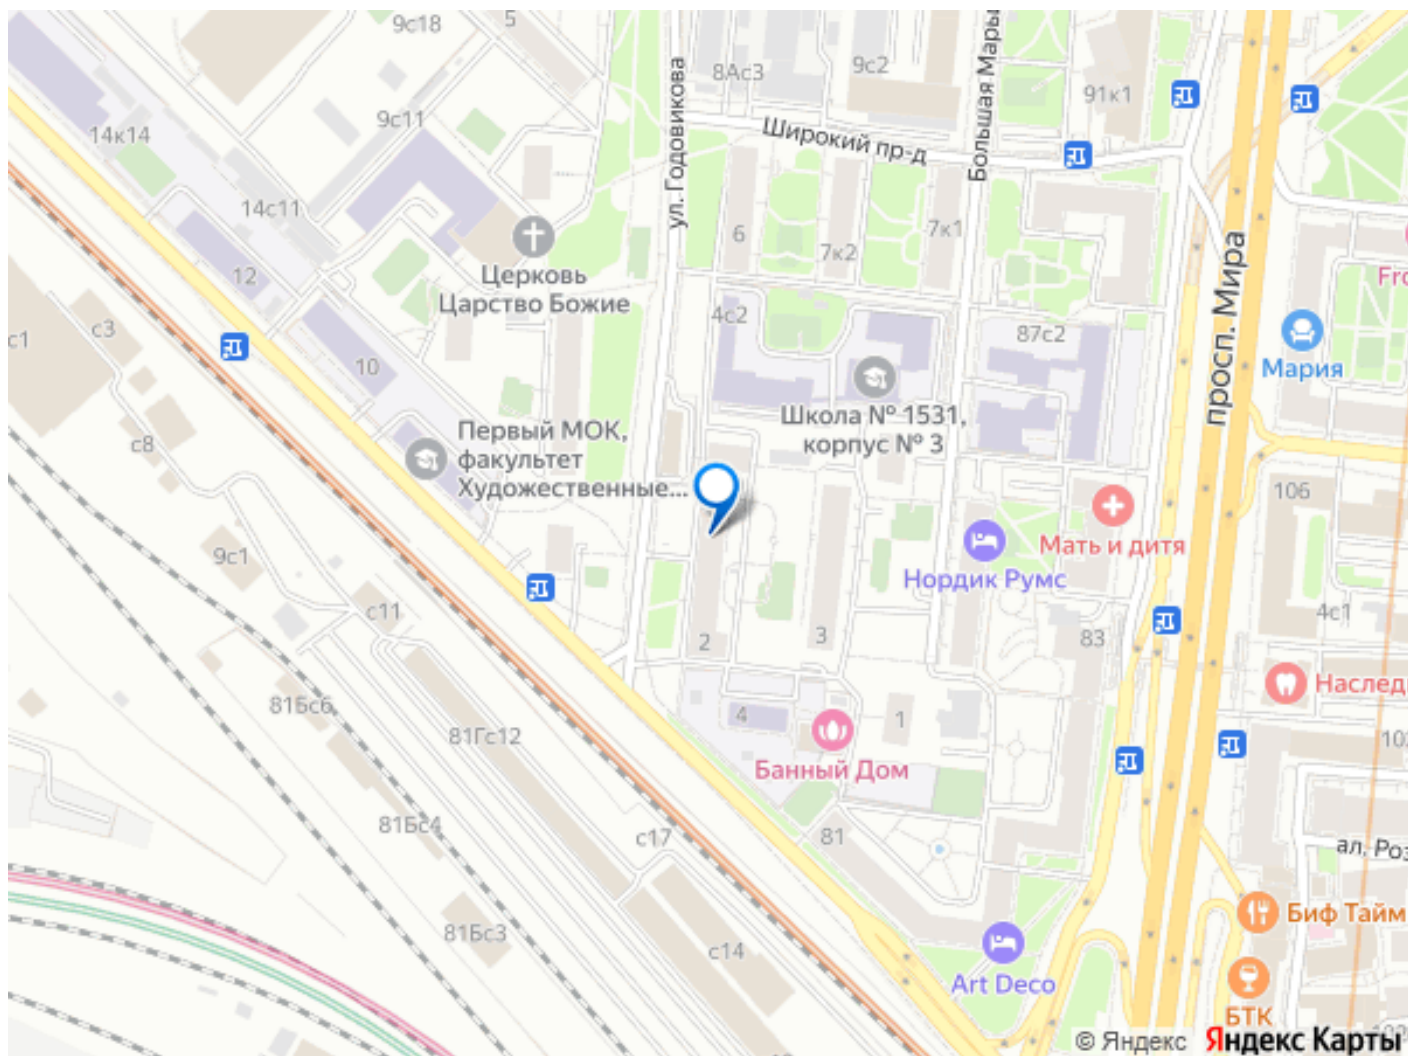 9с18
5
8Ас3
9с2
Большая Марь
91к1
14к14
9с11
ул. Годовикова
Широкий пр-д
14с11
6
7к2
7к1
12
Церковь
Царство Божие
просп. Мира
Fro
с1
с3
10
4с2
87с2
Мария
Школа № 1531,
корпус № 3
с8
Первый МОК,
факультет
Художественные...
106
Мать и дитя
9с1
Нордик Румс
с11
2
3
83
4с1
Наслед
81Бс6
81Гс12
4
1
Банный Дом
81Бс4
с17
81
ал. Роз
81Бс3
с14
Биф Тайм
Art Deco
БТК
© Яндекс
Яндекс Карты